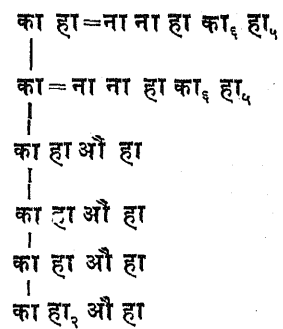 का हा=ना ना हा का₆ हा₅
का=ना ना हा का₆ हा₅
का हा औ हा
का हा औ हा
का हा औ हा
का हा₂ औ हा